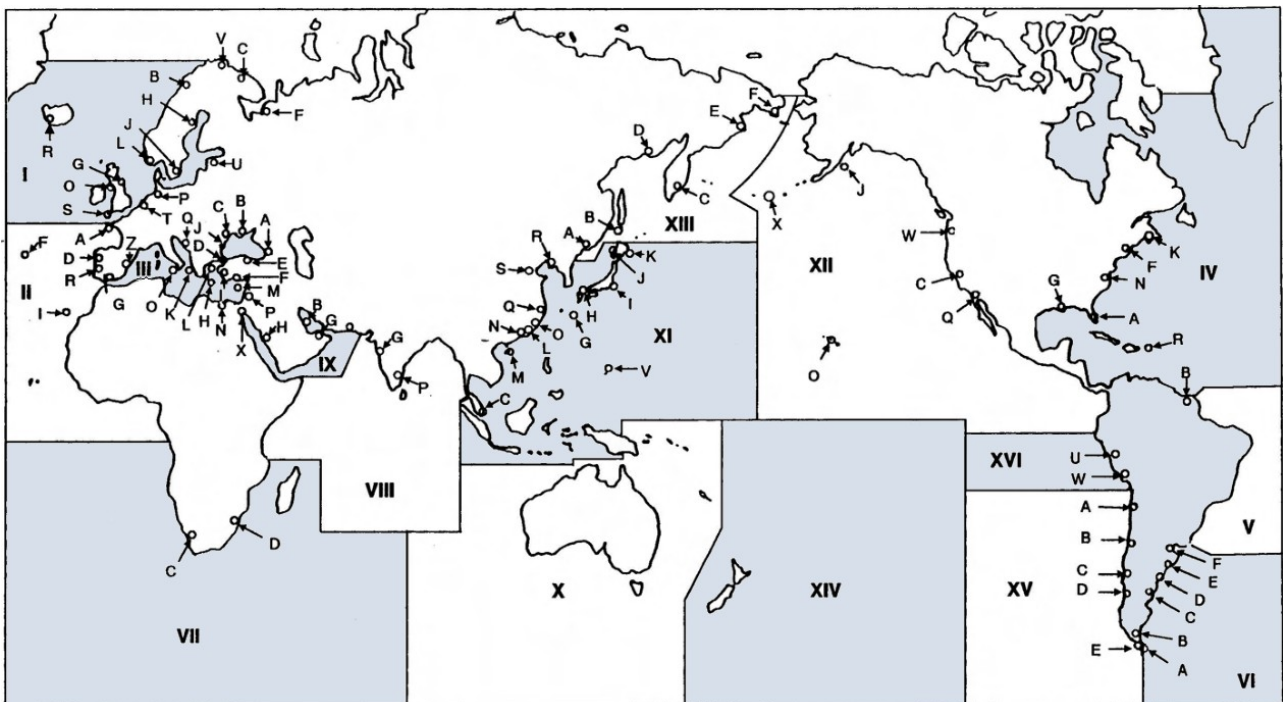 V C
B
H F
E F
D
R J
L U
J
I
G
O P
S T
C B A
A Q J
D E
F Z
D III F
R M
II O K L H N P
G
I X H B G
IX G
P
C
B
A XIII
R
S K
J
H I
Q G
N O
L XI
M V
C
X
J
W
XII C
Q
O
K
F IV
N
G
A
R
B
VIII
XVI U
W
V
A
B
C
D
F
E
D
C
B
A
E
VI
C D
VII
X
XIV
XV